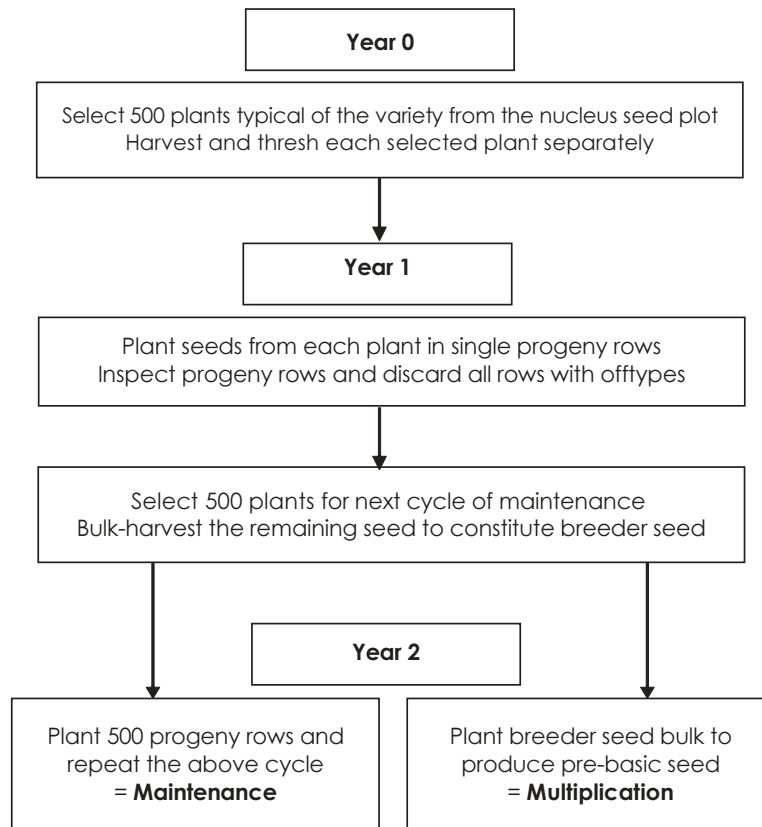 Year 0
Select 500 plants typical of the variety from the nucleus seed plot
Harvest and thresh each selected plant separately
Year 1
Plant seeds from each plant in single progeny rows
Inspect progeny rows and discard all rows with offtypes
Select 500 plants for next cycle of maintenance
Bulk-harvest the remaining seed to constitute breeder seed
Year 2
Plant 500 progeny rows and
repeat the above cycle
= Maintenance
Plant breeder seed bulk to
produce pre-basic seed
= Multiplication